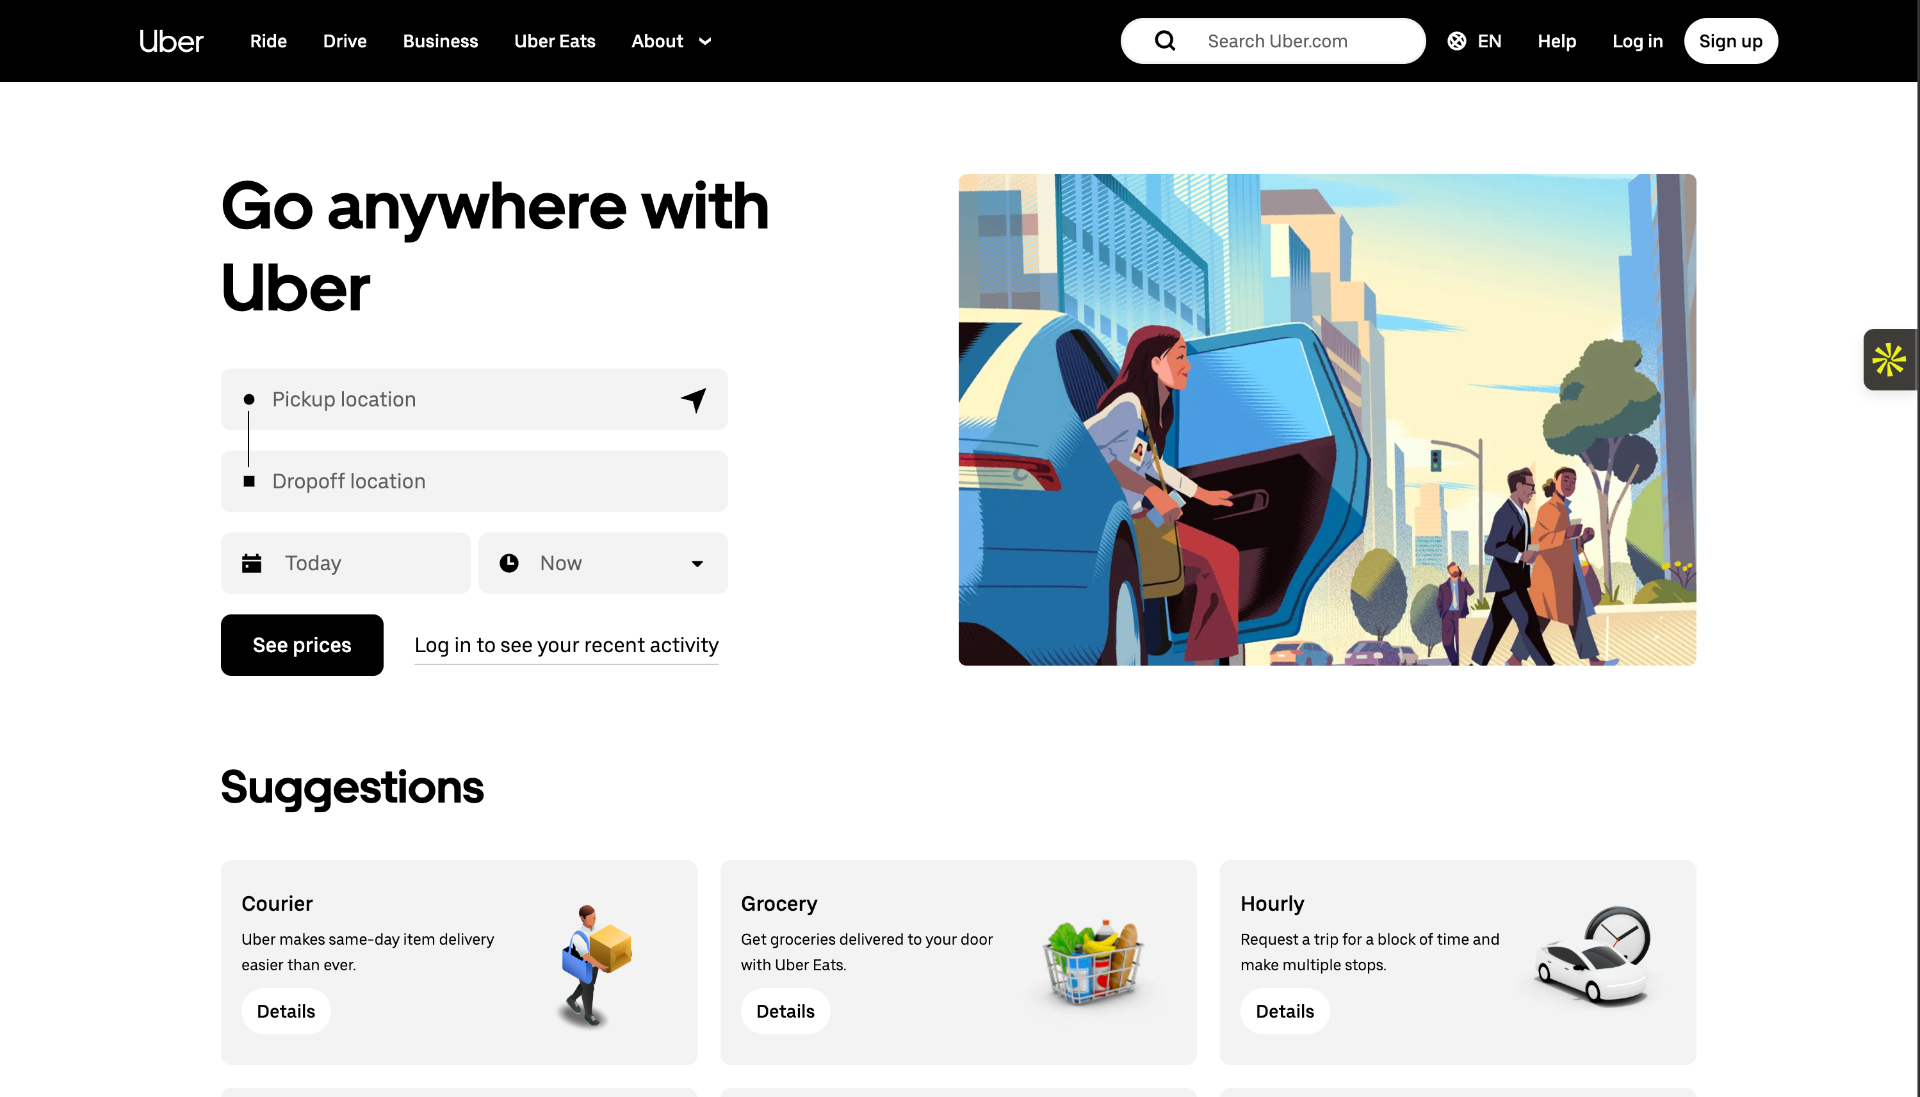 Uber
Ride
Drive
Business
Uber Eats
About
Search Uber.com
EN
Help
Log in
Sign up
Go anywhere with
Uber
Pickup location
Dropoff location
Today
Now
See prices
Log in to see your recent activity
Suggestions
Courier
Uber makes same-day item delivery
easier than ever.
Details
Grocery
Get groceries delivered to your door
with Uber Eats.
Details
Hourly
Request a trip for a block of time and
make multiple stops.
Details